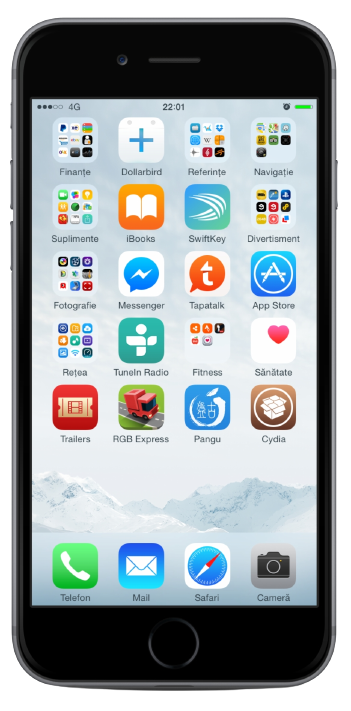 4G 22:01
Finanțe Dollarbird Referințe Navigație
Suplimente iBooks SwiftKey Divertisment
Fotografie Messenger Tapatalk App Store
Rețea TuneIn Radio Fitness Sănătate
Trailers RGB Express Pangu Cydia
Telefon Mail Safari Cameră